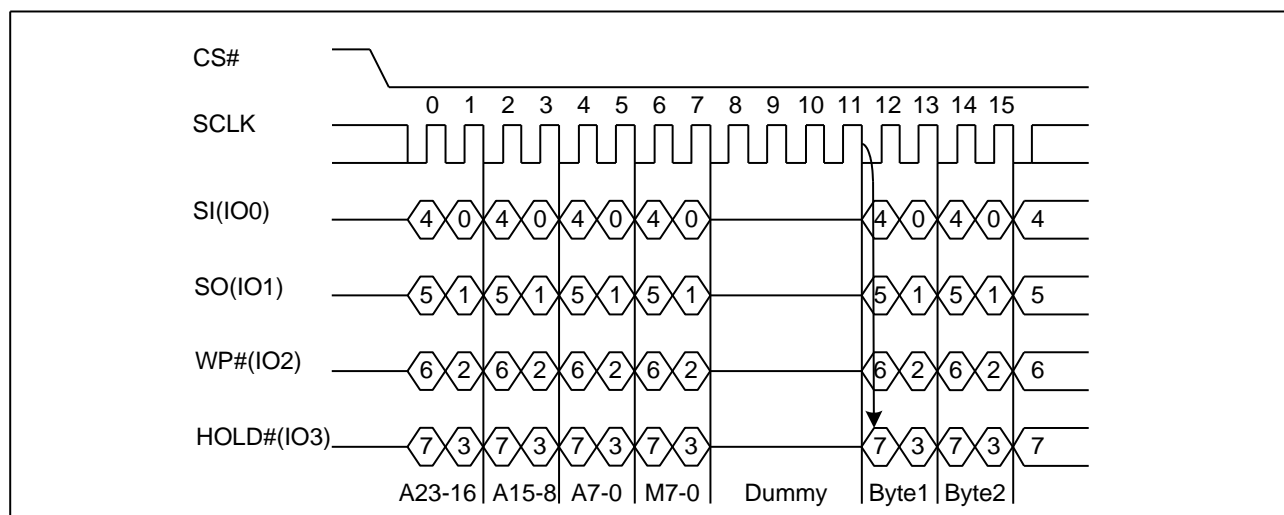 CS#
0 1 2 3 4 5 6 7 8 9 10 11 12 13 14 15
SCLK
SI(IO0) 4 0 4 0 4 0 4 0 4 0 4 0 4
SO(IO1) 5 1 5 1 5 1 5 1 5 1 5 1 5
WP#(IO2) 6 2 6 2 6 2 6 2 6 2 6 2 6
HOLD#(IO3) 7 3 7 3 7 3 7 3 7 3 7 3 7
A23-16 A15-8 A7-0 M7-0 Dummy Byte1 Byte2